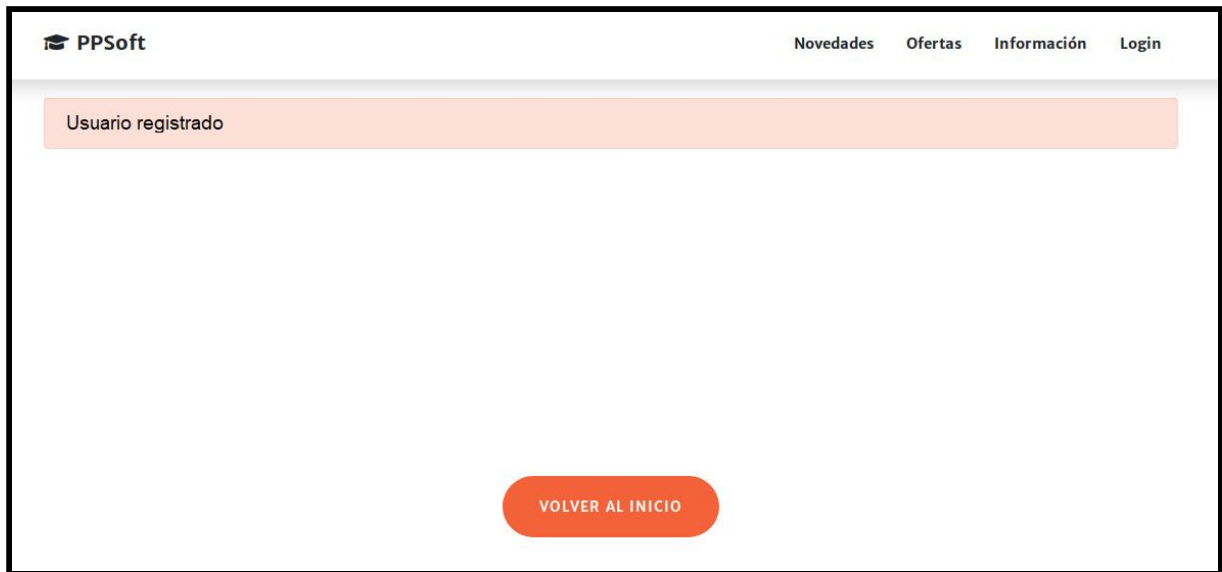 PPSoft
Novedades Ofertas Información Login
Usuario registrado
VOLVER AL INICIO